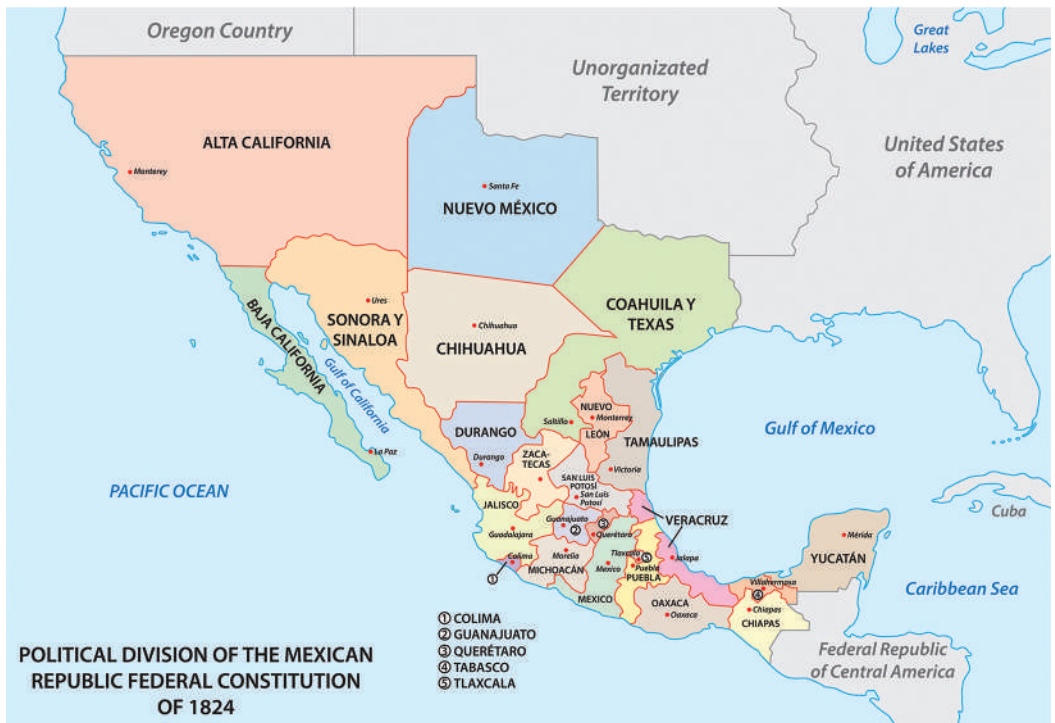 Oregon Country
Great
Lakes
Unorganizated
Territory
United States
of America
ALTA CALIFORNIA
Monterey
Santa Fe
NUEVO MÉXICO
BAJA CALIFORNIA
Ures
SONORA Y
SINALOA
Gulf of California
La Paz
Chihuahua
CHIHUAHUA
COAHUILA Y
TEXAS
Saltillo
NUEVO
Monterrey
LEÓN
TAMAULIPAS
Victoria
DURANGO
Durango
ZACA-
TECAS
SAN LUIS
POTOSÍ
San Luis
Potosí
Gulf of Mexico
PACIFIC OCEAN
JALISCO
Guadalajara
Guanajuato
②
③
Querétaro
VERACRUZ
Jalapa
Colima
①
Morelia
MICHOACÁN
Mexico
MEXICO
Tlaxcala
⑤
Puebla
PUEBLA
OAXACA
Oaxaca
Villahermosa
④
Chiapas
CHIAPAS
Mérida
YUCATÁN
Cuba
Caribbean Sea
Federal Republic
of Central America
① COLIMA
② GUANAJUATO
③ QUERÉTARO
④ TABASCO
⑤ TLAXCALA
POLITICAL DIVISION OF THE MEXICAN
REPUBLIC FEDERAL CONSTITUTION
OF 1824